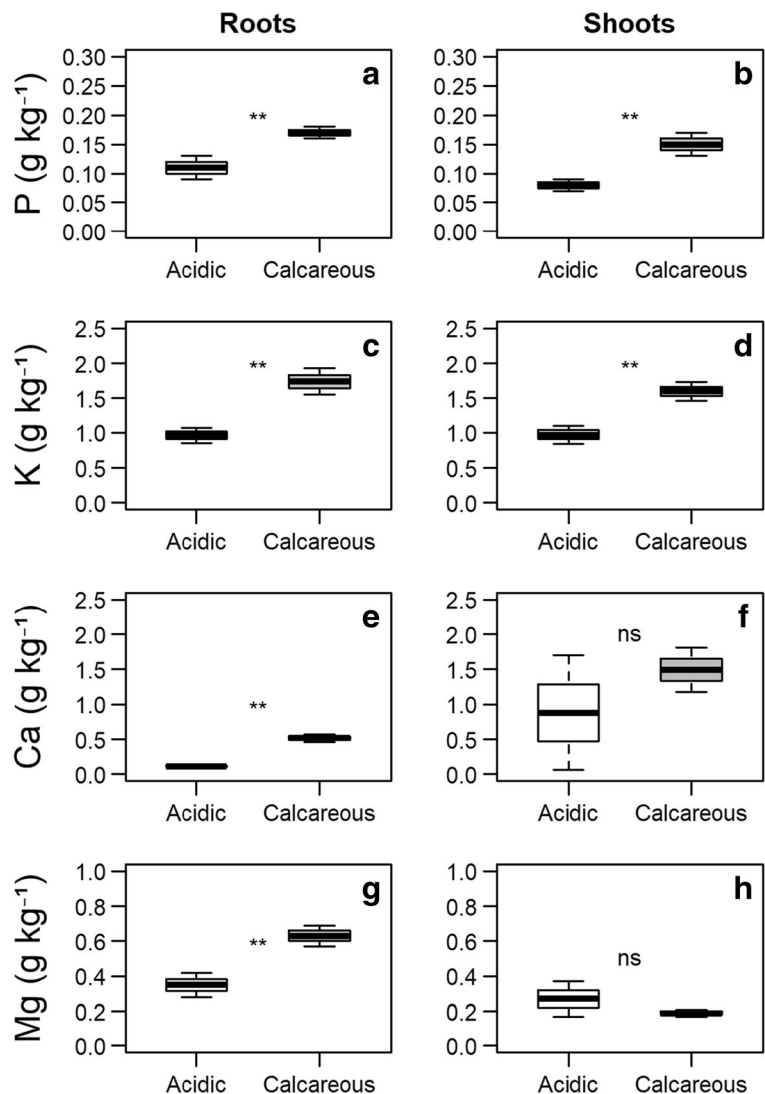 Roots Shoots
P (g kg⁻¹)
0.30
0.25
0.20
0.15
0.10
0.05
0.00
a
**
Acidic Calcareous
0.30
0.25
0.20
0.15
0.10
0.05
0.00
b
**
Acidic Calcareous
K (g kg⁻¹)
2.5
2.0
1.5
1.0
0.5
0.0
c
**
Acidic Calcareous
2.5
2.0
1.5
1.0
0.5
0.0
d
**
Acidic Calcareous
Ca (g kg⁻¹)
2.5
2.0
1.5
1.0
0.5
0.0
e
**
Acidic Calcareous
2.5
2.0
1.5
1.0
0.5
0.0
f
ns
Acidic Calcareous
Mg (g kg⁻¹)
1.0
0.8
0.6
0.4
0.2
0.0
g
**
Acidic Calcareous
1.0
0.8
0.6
0.4
0.2
0.0
h
ns
Acidic Calcareous